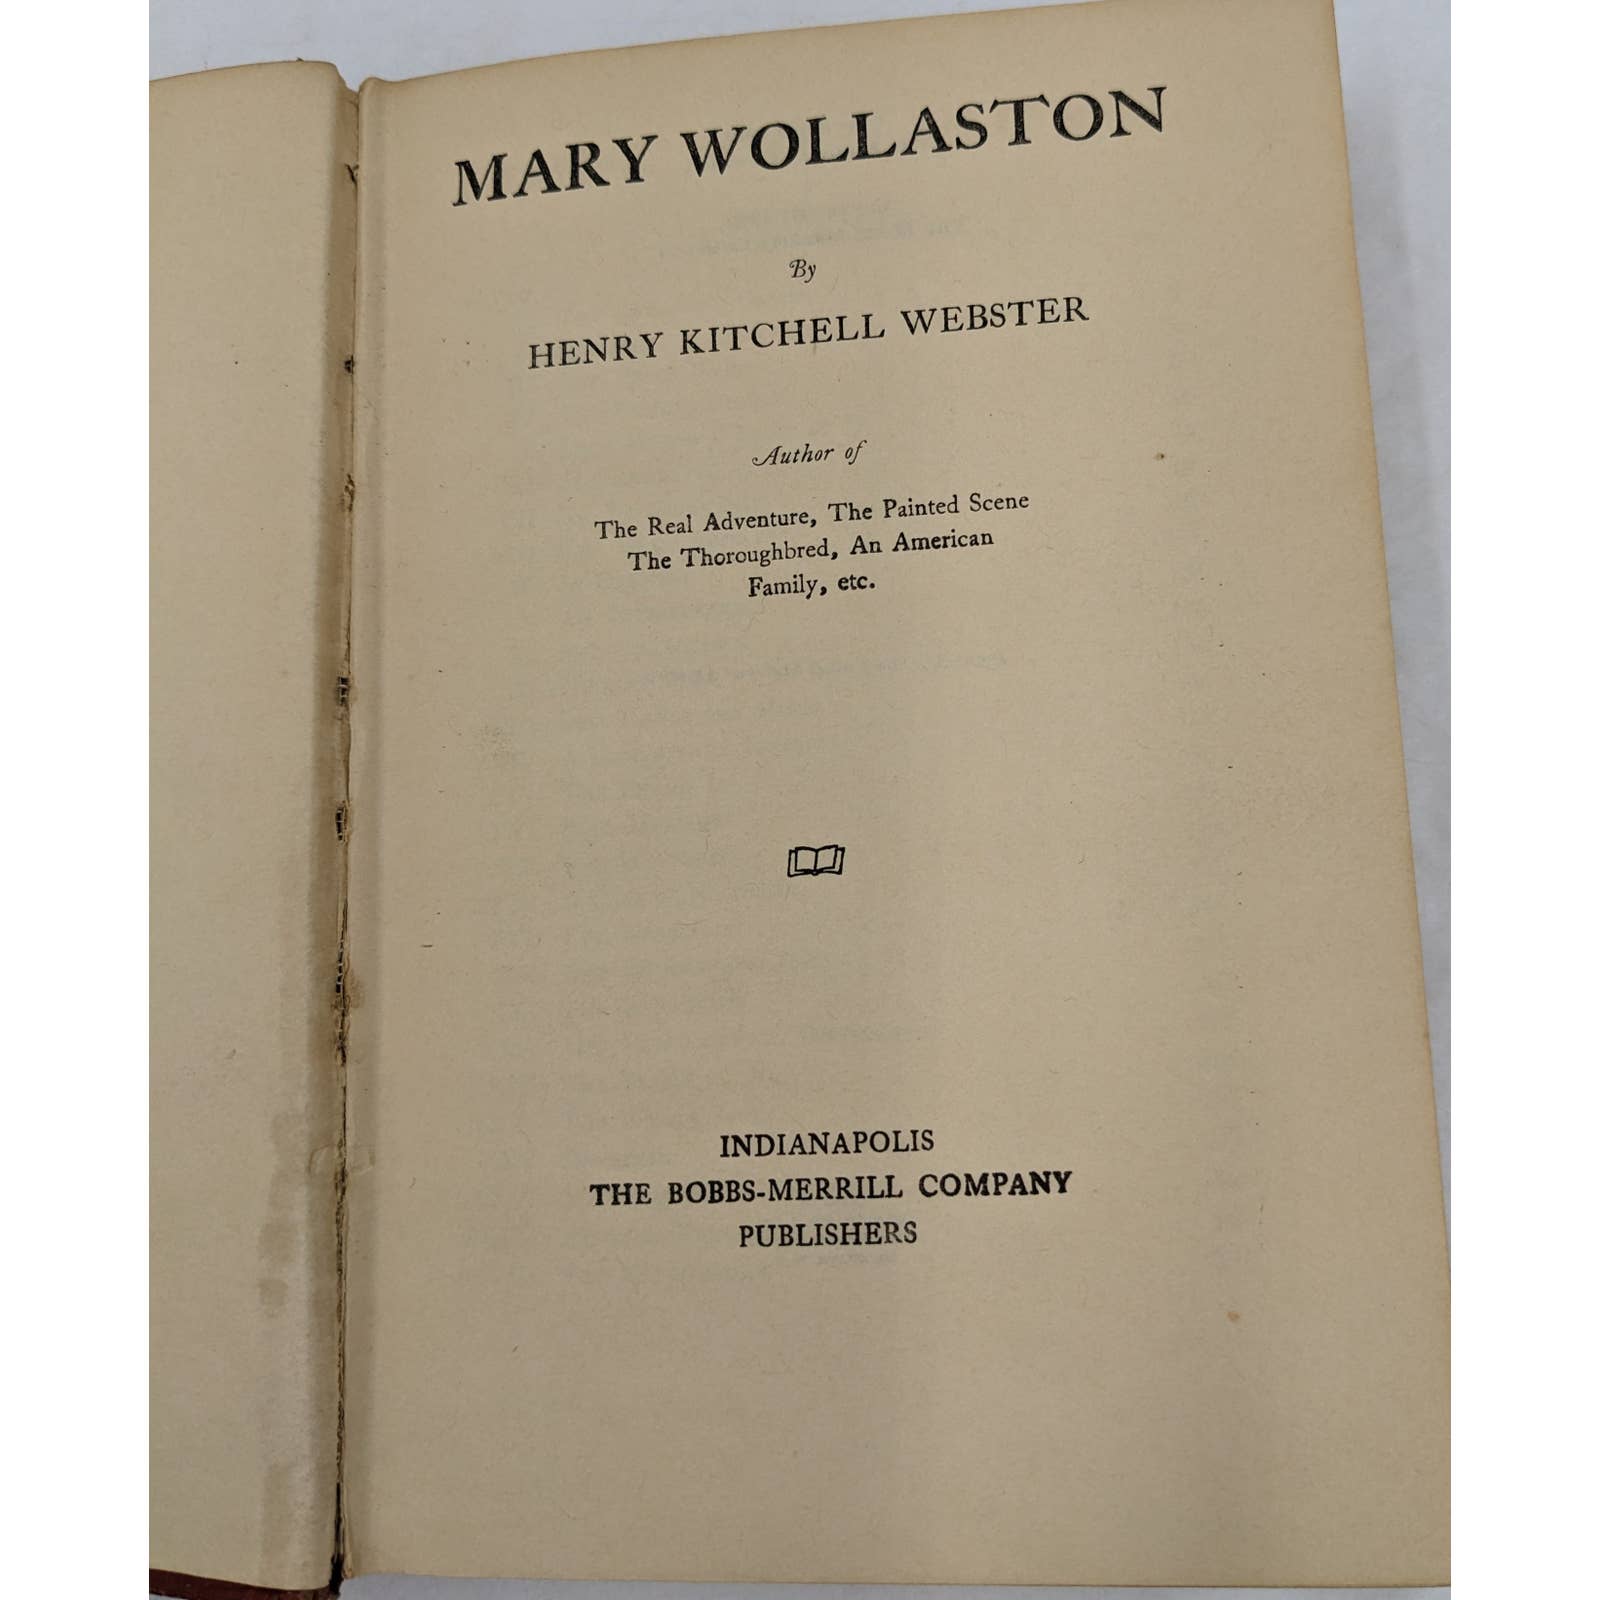 MARY WOLLASTON
By
HENRY KITCHELL WEBSTER
Author of
The Real Adventure, The Painted Scene
The Thoroughbred, An American
Family, etc.
INDIANAPOLIS
THE BOBBS-MERRILL COMPANY
PUBLISHERS